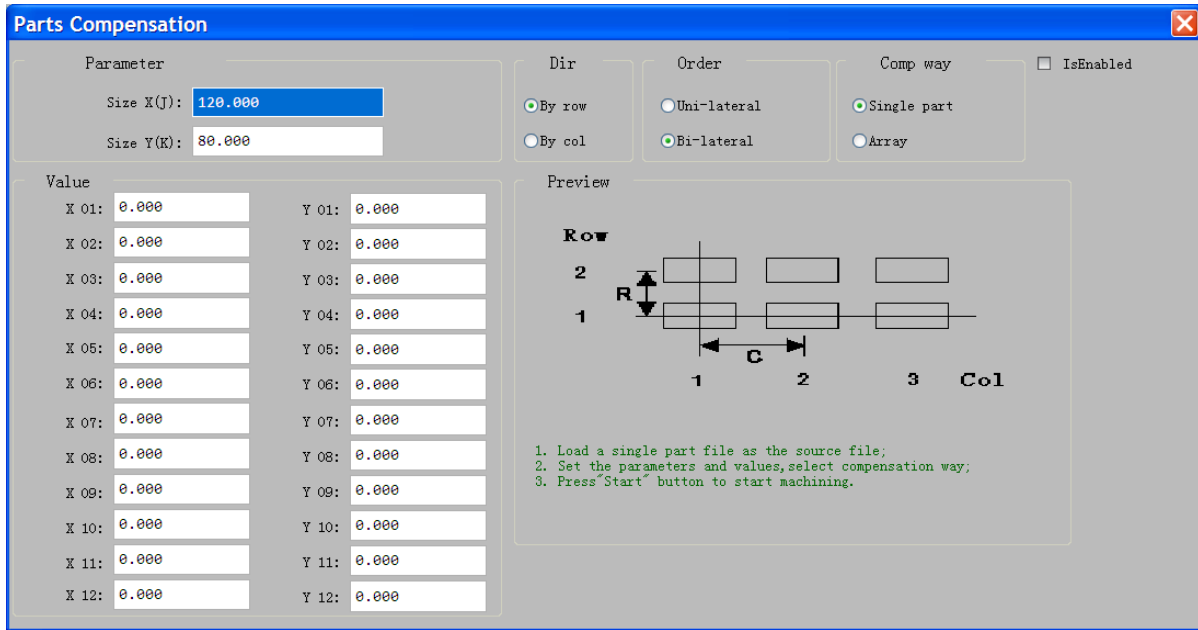 Parts Compensation
Parameter
Size X(J): 120.000
Size Y(K): 80.000
Dir
By row
By col
Order
Uni-lateral
Bi-lateral
Comp way
Single part
Array
IsEnabled
Value
X 01: 0.000 Y 01: 0.000
X 02: 0.000 Y 02: 0.000
X 03: 0.000 Y 03: 0.000
X 04: 0.000 Y 04: 0.000
X 05: 0.000 Y 05: 0.000
X 06: 0.000 Y 06: 0.000
X 07: 0.000 Y 07: 0.000
X 08: 0.000 Y 08: 0.000
X 09: 0.000 Y 09: 0.000
X 10: 0.000 Y 10: 0.000
X 11: 0.000 Y 11: 0.000
X 12: 0.000 Y 12: 0.000
Preview
Row
2
R
1
C
1 2 3 Col
1. Load a single part file as the source file;
2. Set the parameters and values,select compensation way;
3. Press"Start" button to start machining.